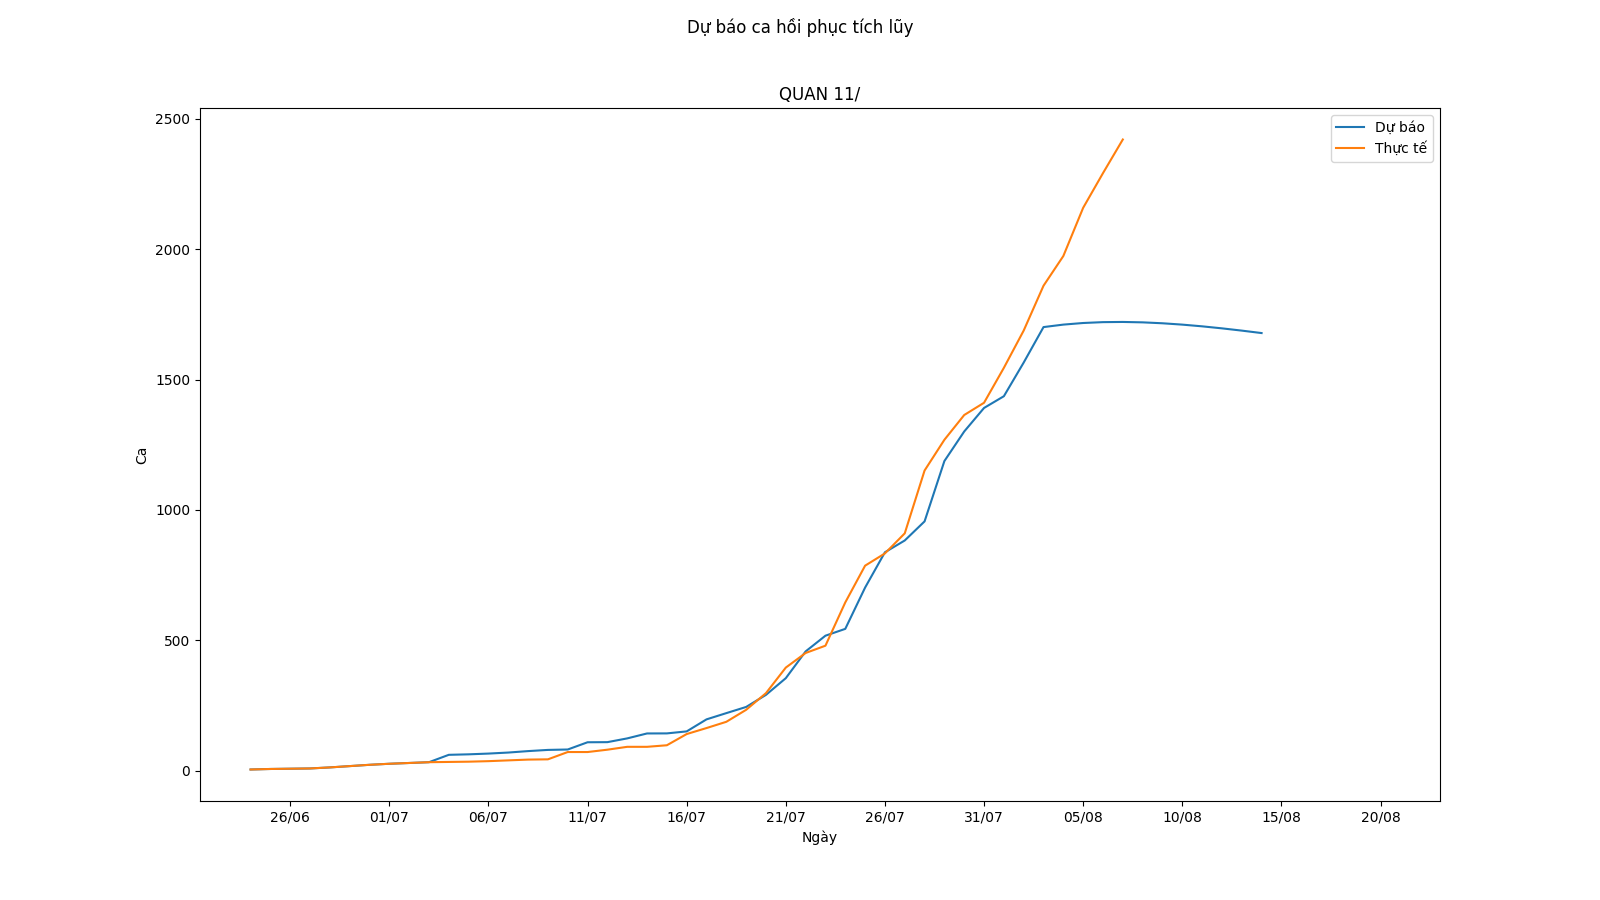 Dự báo ca hồi phục tích lũy
QUAN 11/
2500
2000
1500
1000
500
0
Ca
Dự báo
Thực tế
26/06 01/07 06/07 11/07 16/07 21/07 26/07 31/07 05/08 10/08 15/08 20/08
Ngày